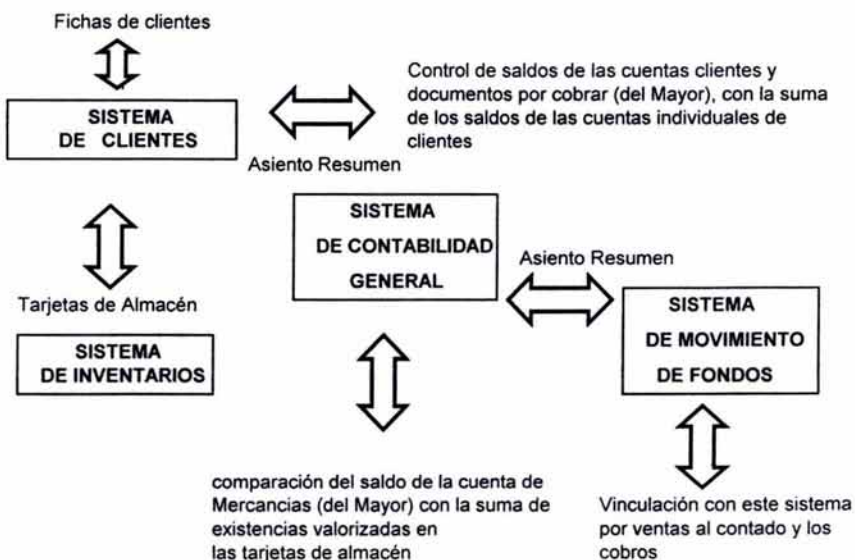 Fichas de clientes
SISTEMA
DE CLIENTES
Control de saldos de las cuentas clientes y
documentos por cobrar (del Mayor), con la suma
de los saldos de las cuentas individuales de
clientes
Asiento Resumen
SISTEMA
DE CONTABILIDAD
GENERAL
Asiento Resumen
Tarjetas de Almacén
SISTEMA
DE INVENTARIOS
SISTEMA
DE MOVIMIENTO
DE FONDOS
comparación del saldo de la cuenta de
Mercancias (del Mayor) con la suma de
existencias valorizadas en
las tarjetas de almacén
Vinculación con este sistema
por ventas al contado y los
cobros